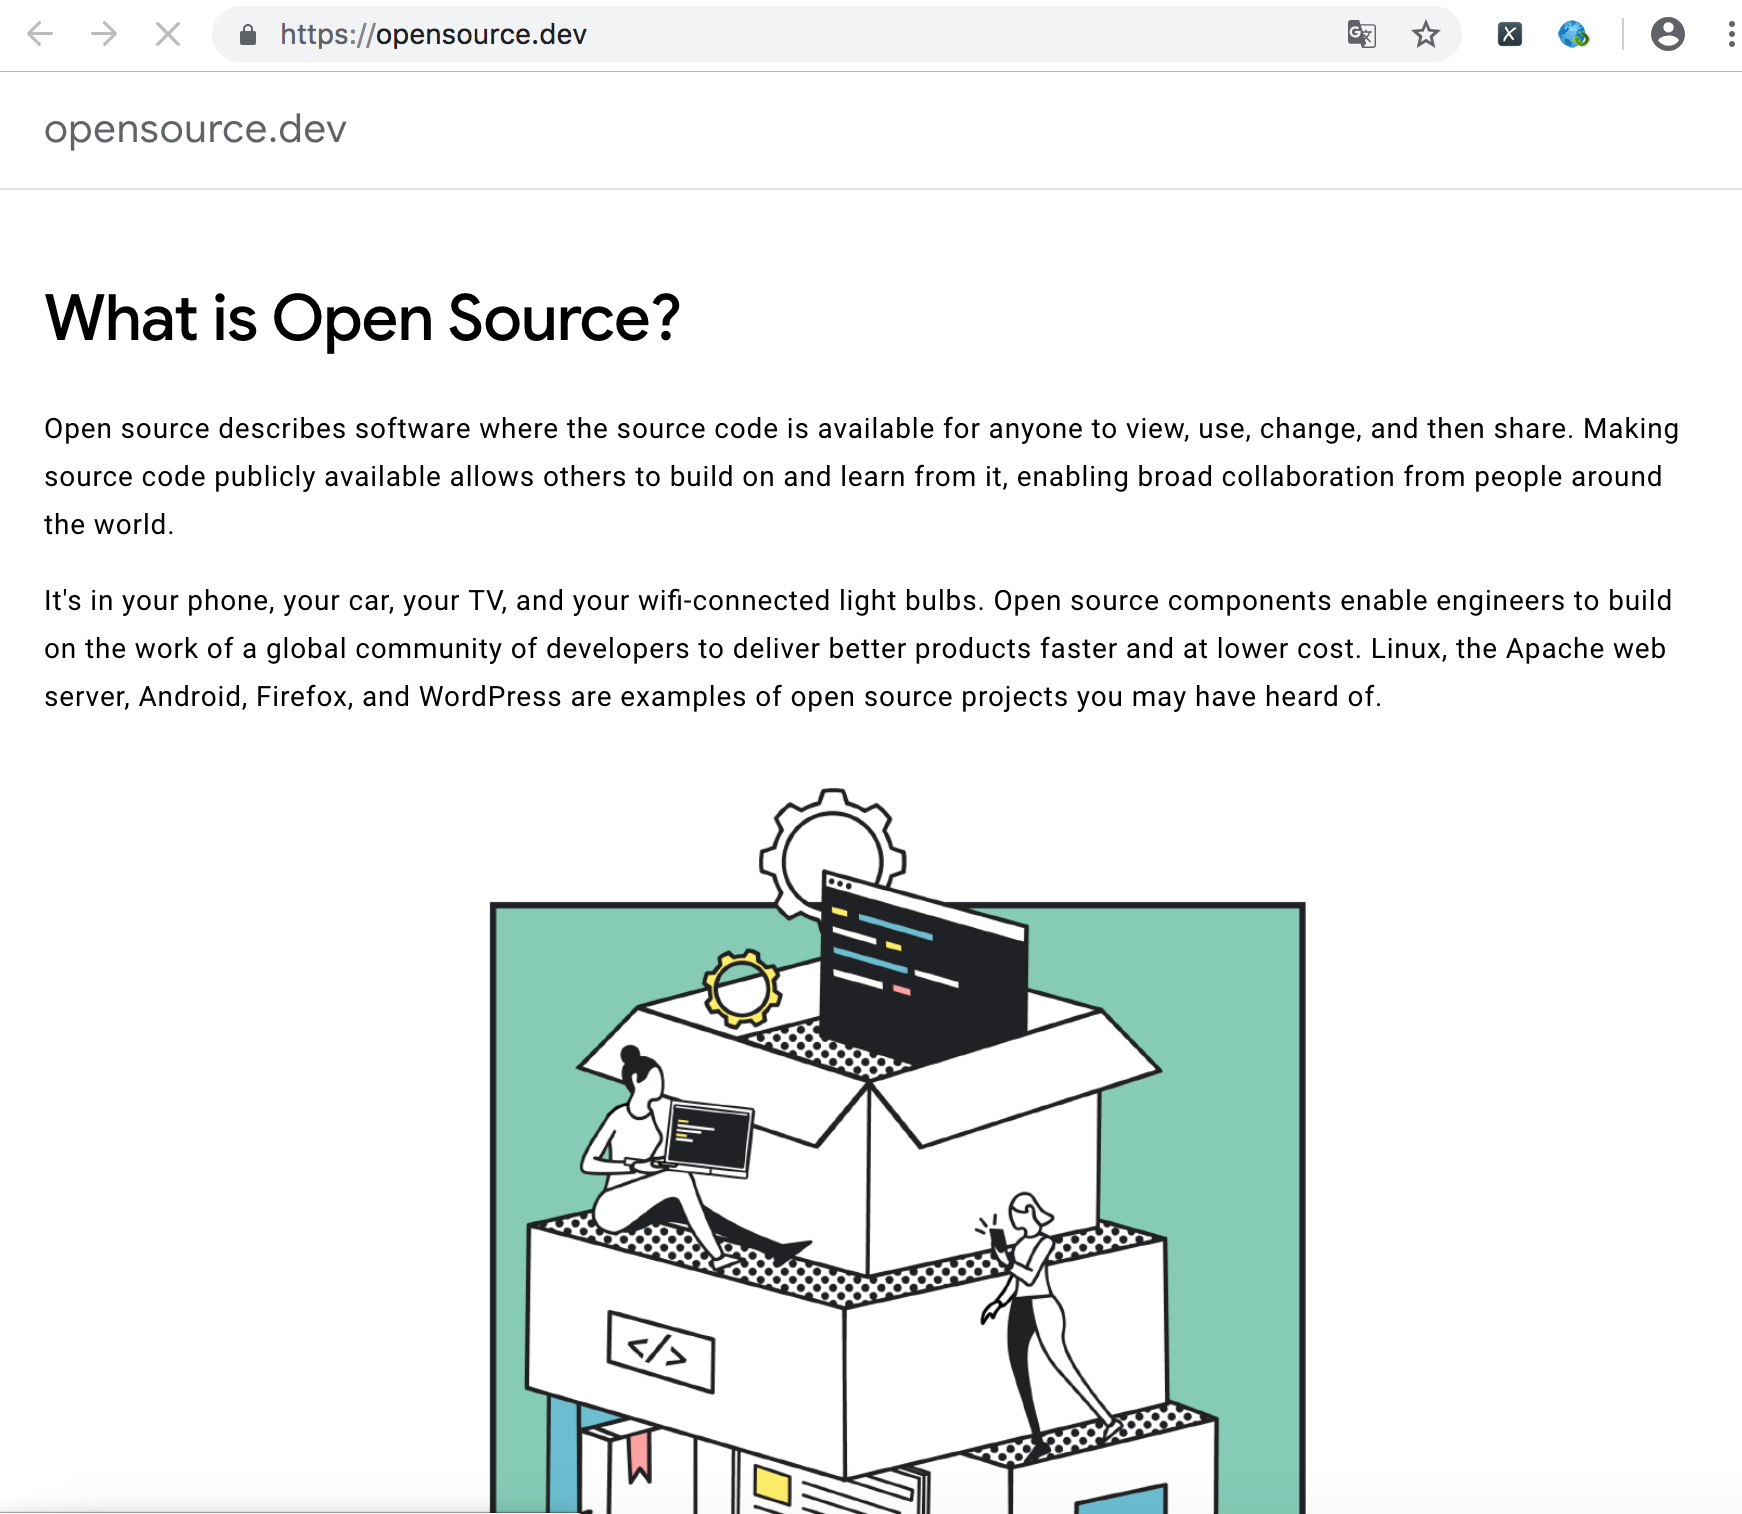 https://opensource.dev
opensource.dev
What is Open Source?
Open source describes software where the source code is available for anyone to view, use, change, and then share. Making
source code publicly available allows others to build on and learn from it, enabling broad collaboration from people around
the world.
It's in your phone, your car, your TV, and your wifi-connected light bulbs. Open source components enable engineers to build
on the work of a global community of developers to deliver better products faster and at lower cost. Linux, the Apache web
server, Android, Firefox, and WordPress are examples of open source projects you may have heard of.
</>